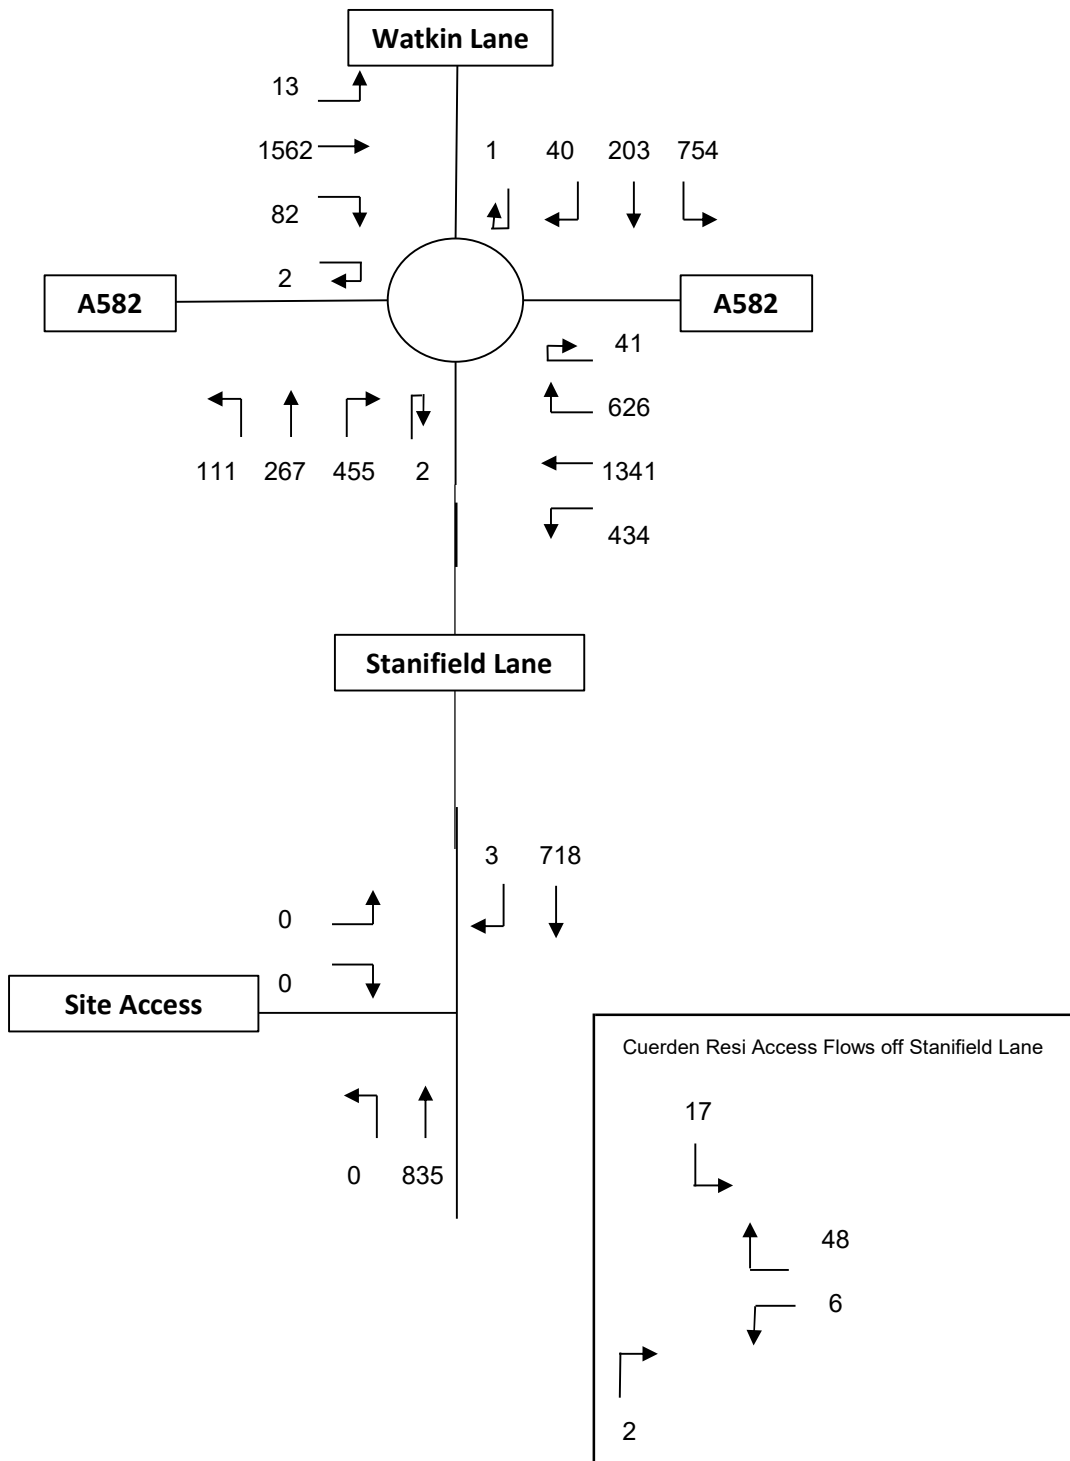 Watkin Lane
13
1562
1 40 203 754
82
2
A582
A582
41
626
111 267 455 2
1341
434
Stanifield Lane
3 718
0
0
Site Access
Cuerden Resi Access Flows off Stanifield Lane
17
0 835
48
6
2